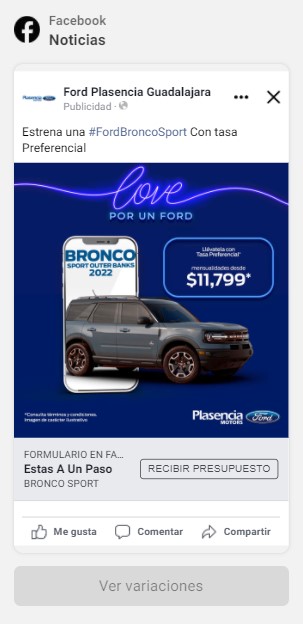 Facebook
Noticias
Plasencia Ford
Ford Plasencia Guadalajara
Publicidad ·
Estrena una #FordBroncoSport Con tasa
Preferencial
love
POR UN FORD
BRONCO
SPORT OUTER BANKS
2022
Llévatela con
Tasa Preferencial*
mensualidades desde
$11,799*
*Consulta términos y condiciones.
Imagen de carácter ilustrativo.
Plasencia
MOTORS
Ford
FORMULARIO EN FA...
Estas A Un Paso
BRONCO SPORT
RECIBIR PRESUPUESTO
Me gusta
Comentar
Compartir
Ver variaciones